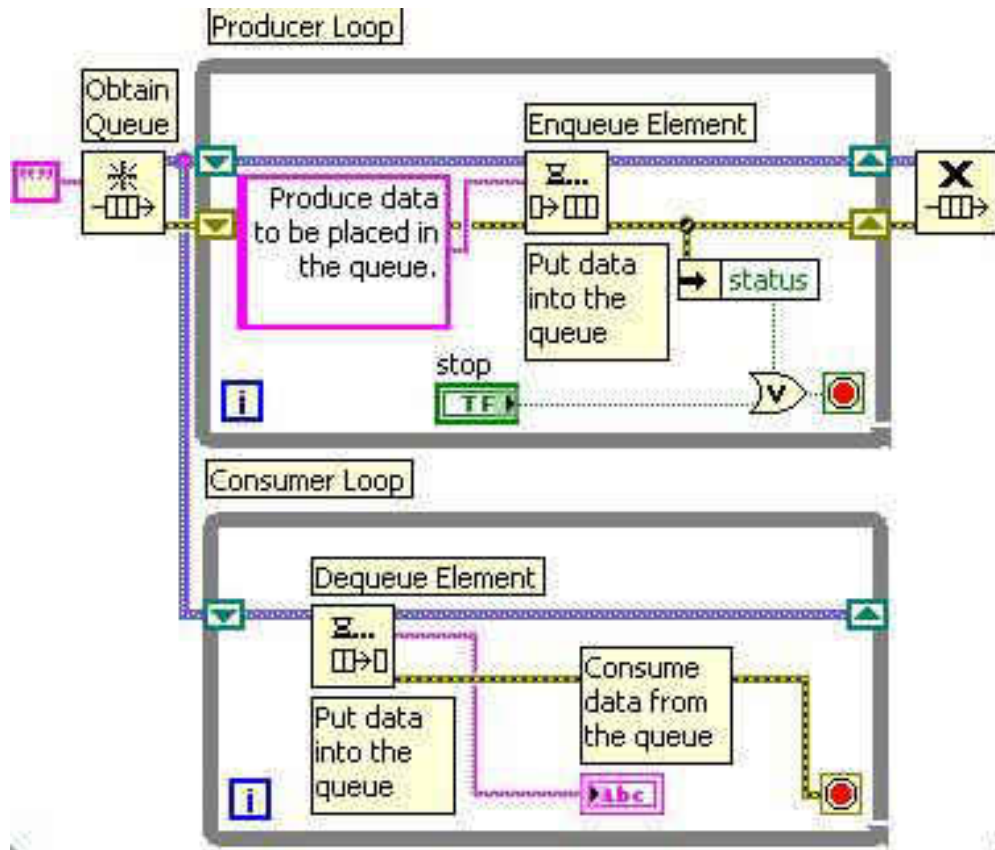 Producer Loop
Obtain
Queue
Enqueue Element
""
Produce data
to be placed in
the queue.
Put data
into the
queue
status
stop
TF
V
i
Consumer Loop
Dequeue Element
Consume
data from
the queue
Put data
into the
queue
Abc
i